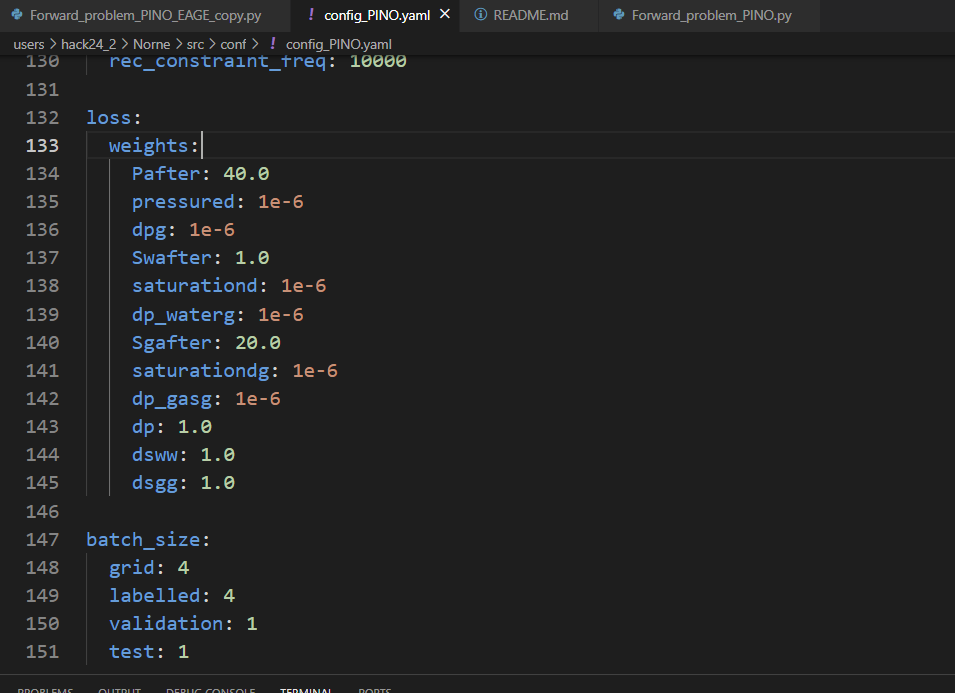 Forward_problem_PINO_EAGE_copy.py ! config_PINO.yaml × ⓘ README.md Forward_problem_PINO.py
users > hack24_2 > Norne > src > conf > ! config_PINO.yaml
130 rec_constraint_freq: 10000
131
132 loss:
133 weights:
134 Pafter: 40.0
135 pressured: 1e-6
136 dpg: 1e-6
137 Swafter: 1.0
138 saturationd: 1e-6
139 dp_waterg: 1e-6
140 Sgafter: 20.0
141 saturationdg: 1e-6
142 dp_gasg: 1e-6
143 dp: 1.0
144 dsww: 1.0
145 dsgg: 1.0
146
147 batch_size:
148 grid: 4
149 labelled: 4
150 validation: 1
151 test: 1
PROBLEMS OUTPUT DEBUG CONSOLE TERMINAL PORTS